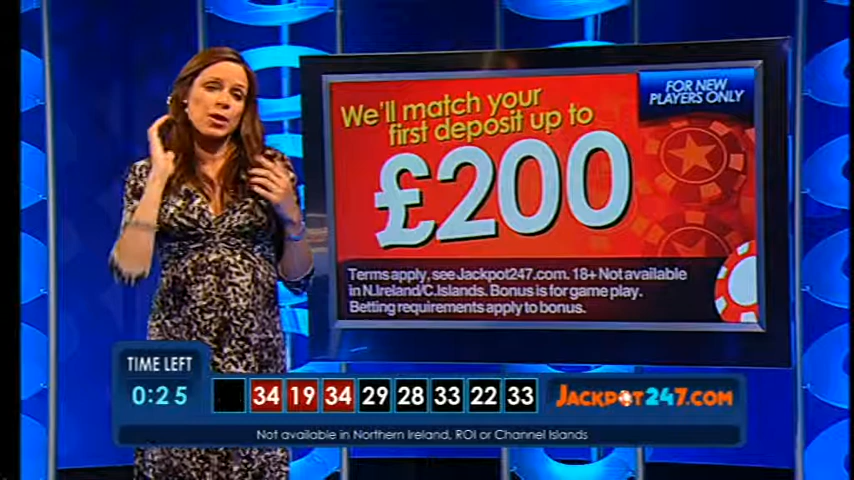 FOR NEW
PLAYERS ONLY
We'll match your
first deposit up to
£200
Terms apply, see Jackpot247.com. 18+ Not available
in N.Ireland/C.Islands. Bonus is for game play.
Betting requirements apply to bonus.
TIME LEFT
0:25
34 19 34 29 28 33 22 33
JACKPOT247.COM
Not available in Northern Ireland, ROI or Channel Islands